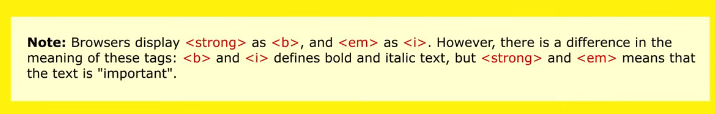 Note: Browsers display <strong> as <b>, and <em> as <i>. However, there is a difference in the
meaning of these tags: <b> and <i> defines bold and italic text, but <strong> and <em> means that
the text is "important".